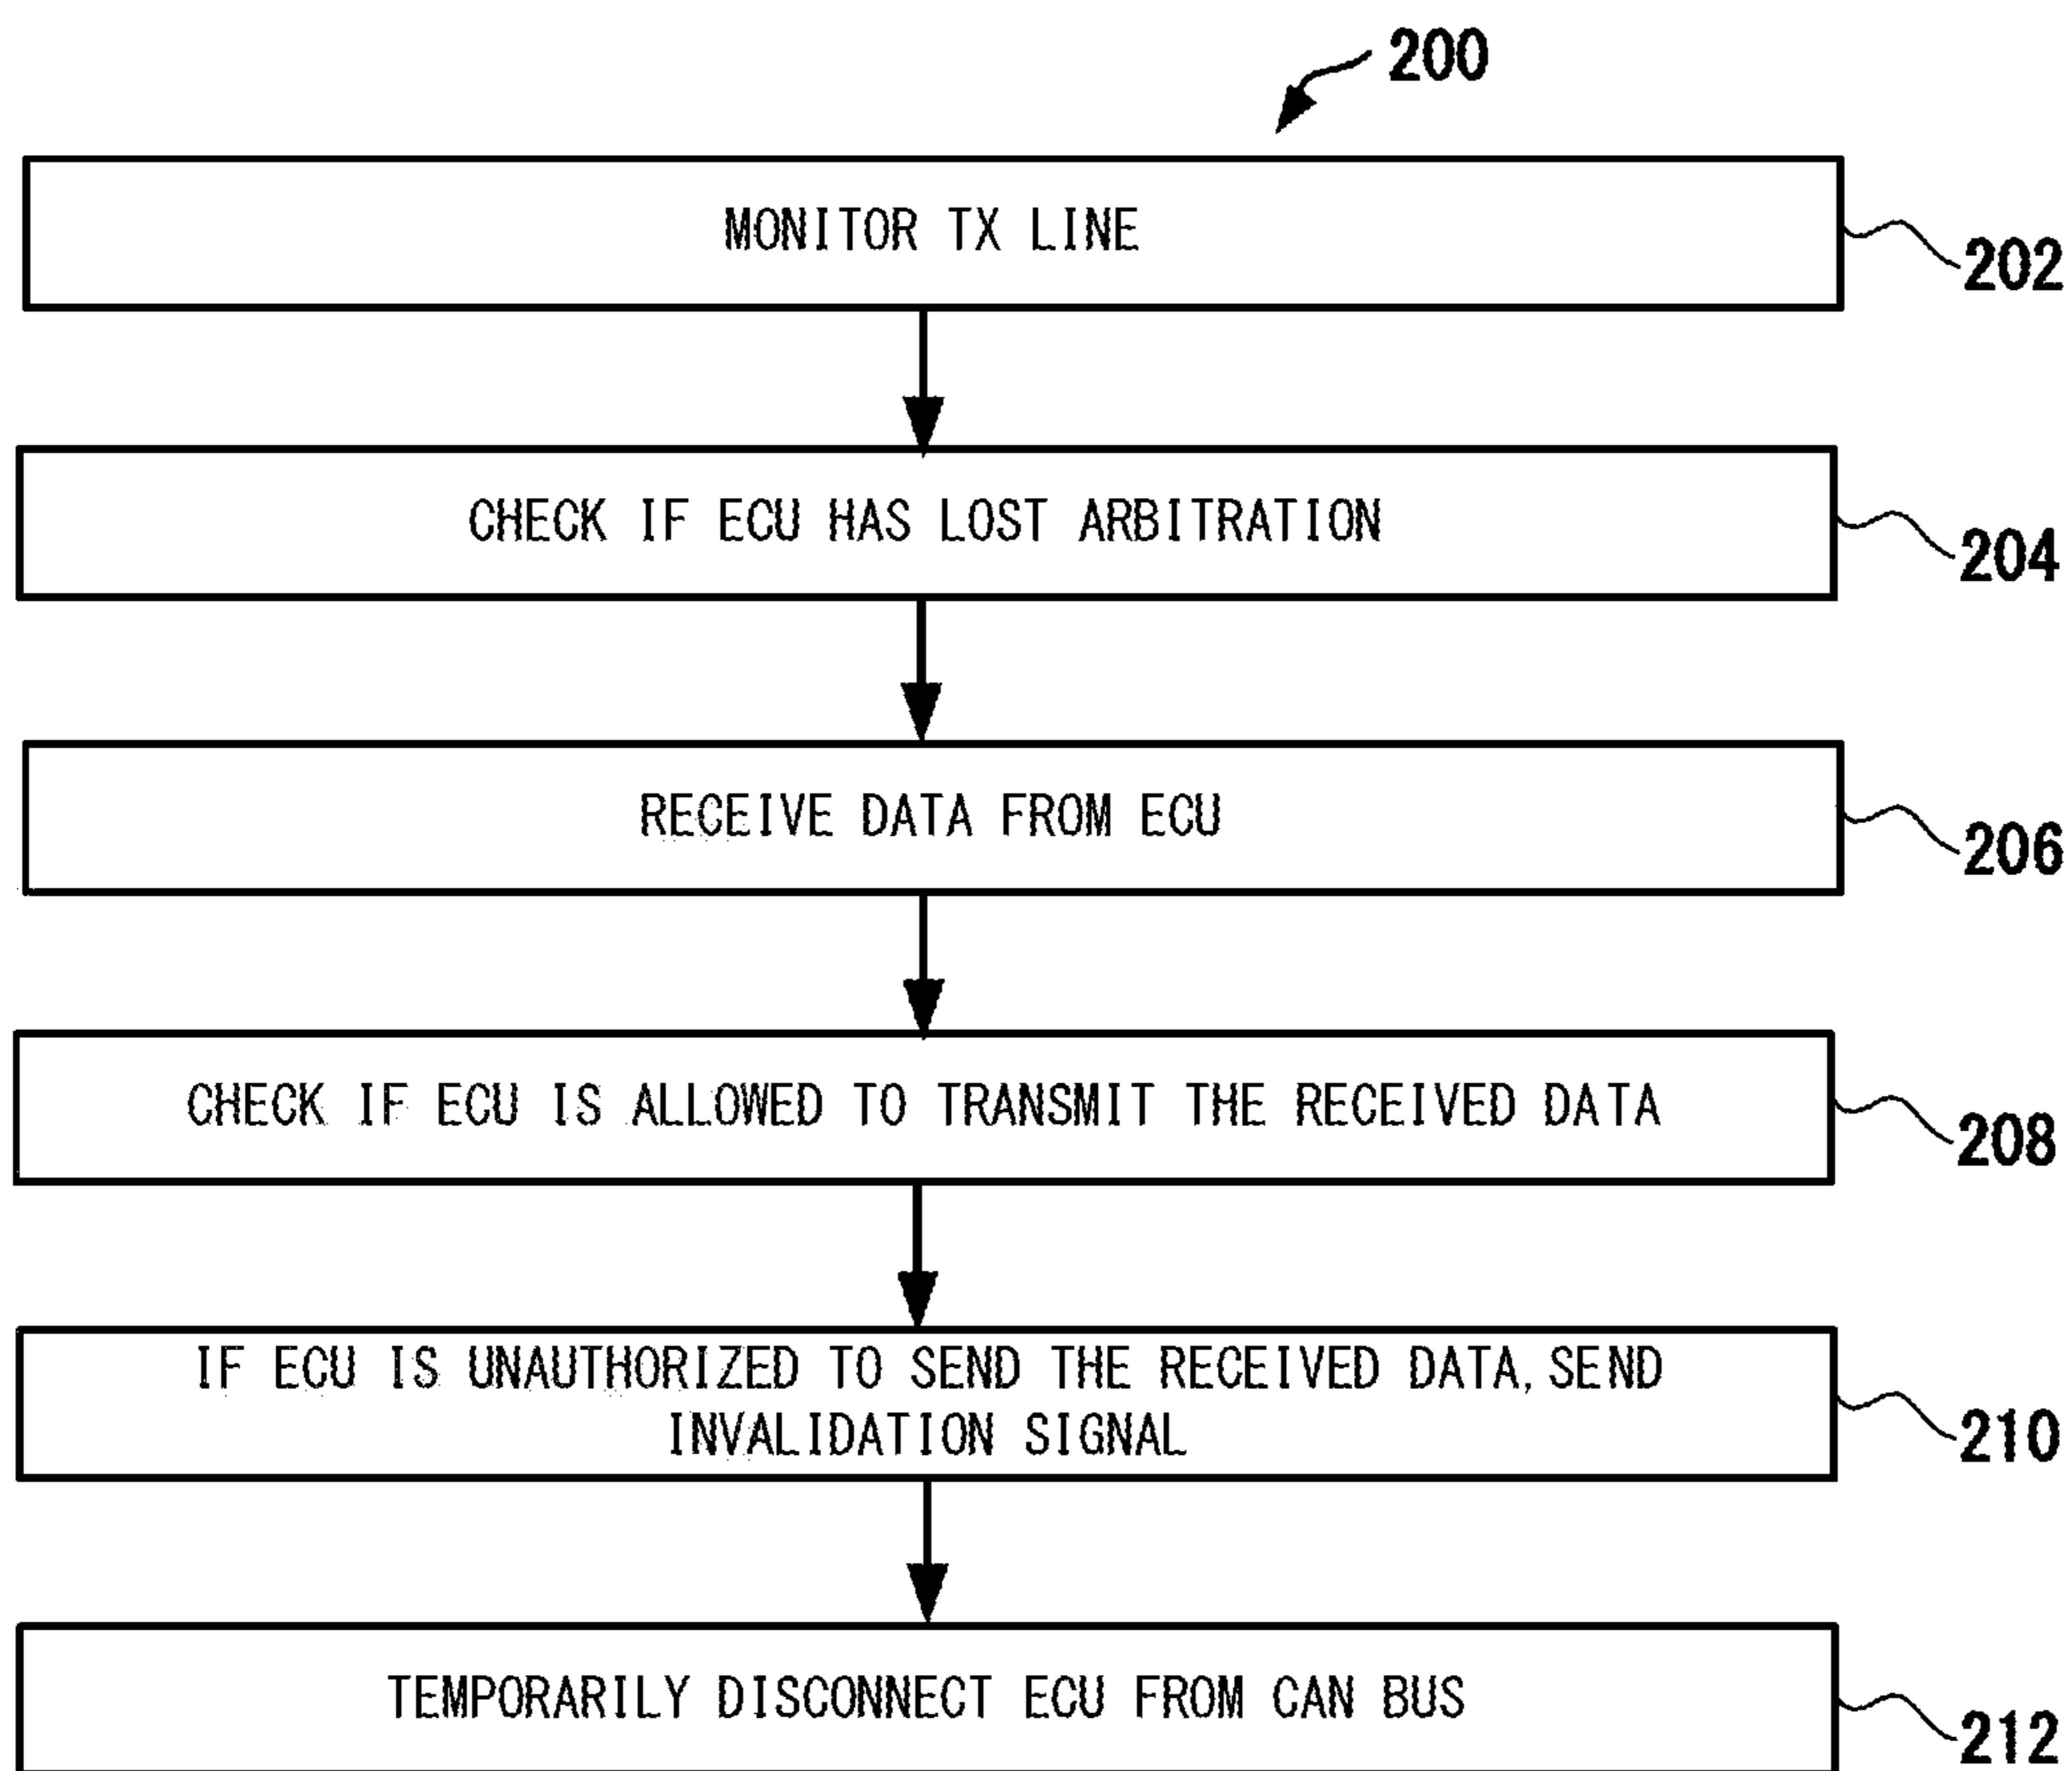 200
MONITOR TX LINE
202
CHECK IF ECU HAS LOST ARBITRATION
204
RECEIVE DATA FROM ECU
206
CHECK IF ECU IS ALLOWED TO TRANSMIT THE RECEIVED DATA
208
IF ECU IS UNAUTHORIZED TO SEND THE RECEIVED DATA, SEND
INVALIDATION SIGNAL
210
TEMPORARILY DISCONNECT ECU FROM CAN BUS
212